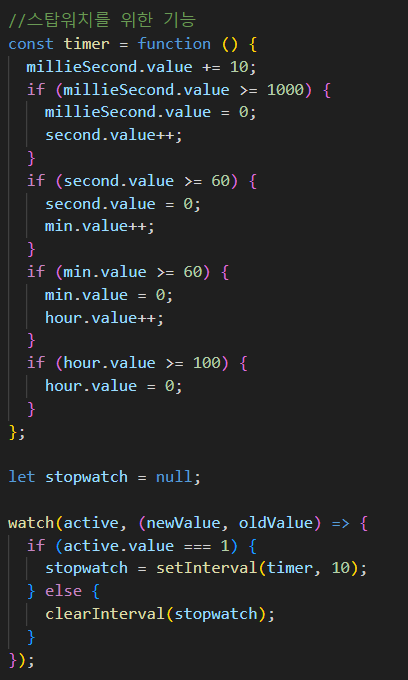 //스탑워치를 위한 기능
const timer = function () {
  millieSecond.value += 10;
  if (millieSecond.value >= 1000) {
    millieSecond.value = 0;
    second.value++;
  }
  if (second.value >= 60) {
    second.value = 0;
    min.value++;
  }
  if (min.value >= 60) {
    min.value = 0;
    hour.value++;
  }
  if (hour.value >= 100) {
    hour.value = 0;
  }
};

let stopwatch = null;

watch(active, (newValue, oldValue) => {
  if (active.value === 1) {
    stopwatch = setInterval(timer, 10);
  } else {
    clearInterval(stopwatch);
  }
});